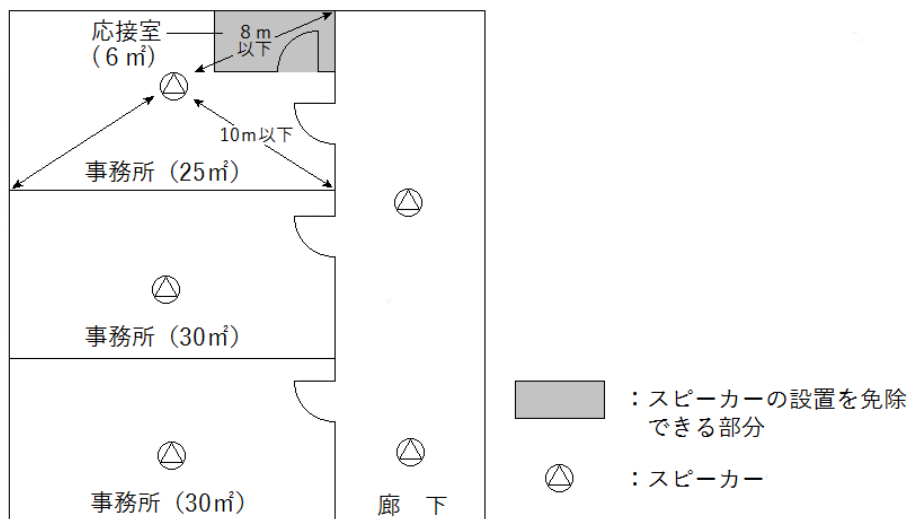 応接室
(6㎡)
8m
以下
10m以下
事務所（25㎡）
事務所（30㎡）
事務所（30㎡）
廊　下
：スピーカーの設置を免除
できる部分
：スピーカー